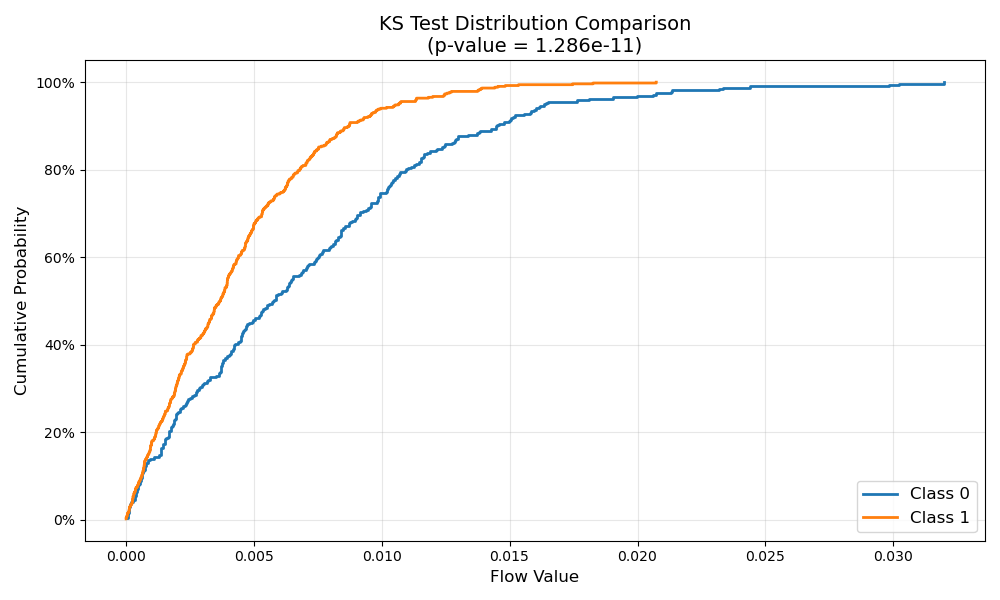 KS Test Distribution Comparison
(p-value = 1.286e-11)
Cumulative Probability
100%
80%
60%
40%
20%
0%
Class 0
Class 1
0.000 0.005 0.010 0.015 0.020 0.025 0.030
Flow Value